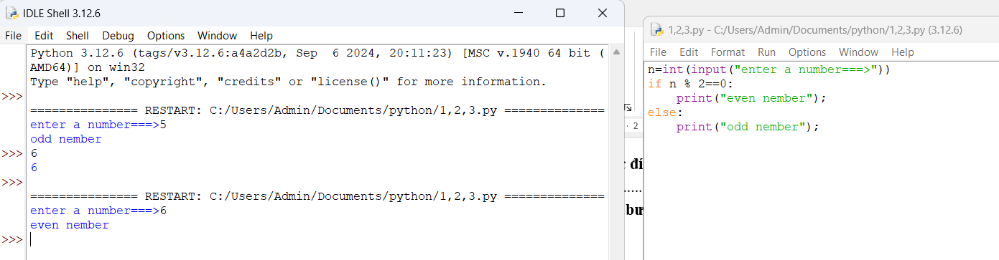 IDLE Shell 3.12.6
File Edit Shell Debug Options Window Help
Python 3.12.6 (tags/v3.12.6:a4a2d2b, Sep  6 2024, 20:11:23) [MSC v.1940 64 bit (
AMD64)] on win32
Type "help", "copyright", "credits" or "license()" for more information.
>>>
=============== RESTART: C:/Users/Admin/Documents/python/1,2,3.py ==============
enter a number===>5
odd nember
>>> 6
6
>>>
=============== RESTART: C:/Users/Admin/Documents/python/1,2,3.py ==============
enter a number===>6
even nember
>>>
· 2
đí
.....
bư
1,2,3.py - C:/Users/Admin/Documents/python/1,2,3.py (3.12.6)
File Edit Format Run Options Window Help
n=int(input("enter a number===>"))
if n % 2==0:
    print("even nember");
else:
    print("odd nember");